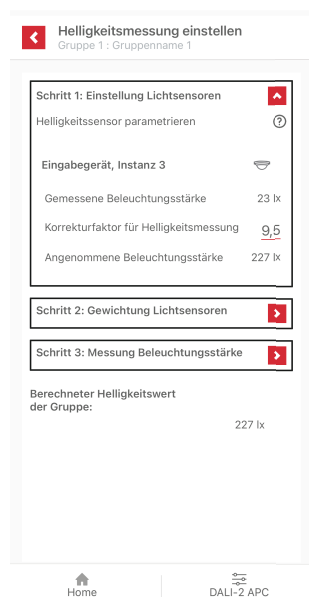 Helligkeitsmessung einstellen
Gruppe 1 : Gruppenname 1
Schritt 1: Einstellung Lichtsensoren
Helligkeitssensor parametrieren ?
Eingabegerät, Instanz 3
Gemessene Beleuchtungsstärke 23 lx
Korrekturfaktor für Helligkeitsmessung 9,5
Angenommene Beleuchtungsstärke 227 lx
Schritt 2: Gewichtung Lichtsensoren
Schritt 3: Messung Beleuchtungsstärke
Berechneter Helligkeitswert
der Gruppe:
227 lx
Home DALI-2 APC